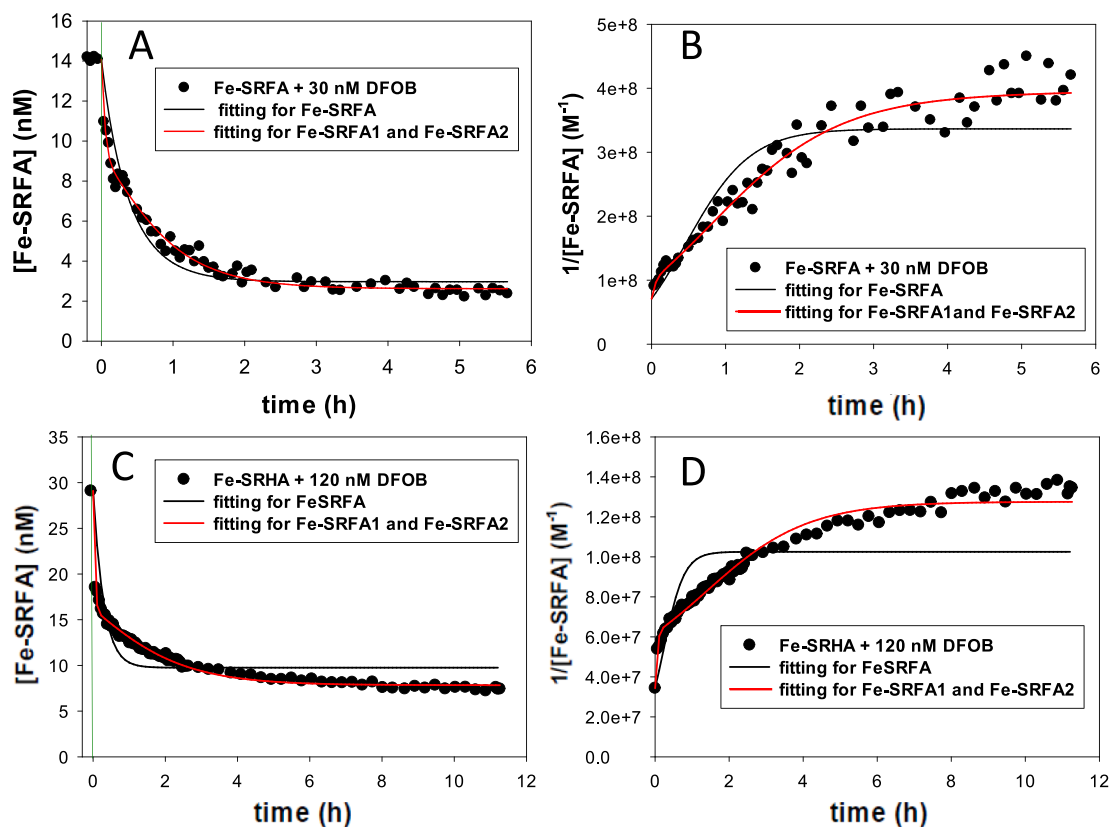 A
[Fe-SRFA] (nM)
16
14
12
10
8
6
4
2
0
Fe-SRFA + 30 nM DFOB
fitting for Fe-SRFA
fitting for Fe-SRFA1 and Fe-SRFA2
0 1 2 3 4 5 6
time (h)
B
1/[Fe-SRFA] (M⁻¹)
5e+8
4e+8
3e+8
2e+8
1e+8
0
Fe-SRFA + 30 nM DFOB
fitting for Fe-SRFA
fitting for Fe-SRFA1and Fe-SRFA2
0 1 2 3 4 5 6
time (h)
C
[Fe-SRFA] (nM)
35
30
25
20
15
10
5
0
Fe-SRHA + 120 nM DFOB
fitting for FeSRFA
fitting for Fe-SRFA1 and Fe-SRFA2
0 2 4 6 8 10 12
time (h)
D
1/[Fe-SRFA] (M⁻¹)
1.6e+8
1.4e+8
1.2e+8
1.0e+8
8.0e+7
6.0e+7
4.0e+7
2.0e+7
0.0
Fe-SRHA + 120 nM DFOB
fitting for FeSRFA
fitting for Fe-SRFA1 and Fe-SRFA2
0 2 4 6 8 10 12
time (h)